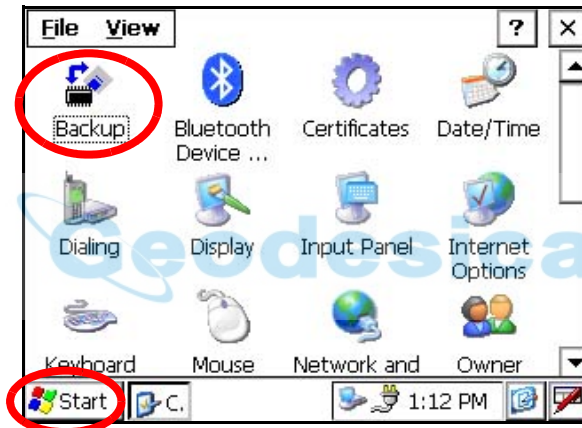 File View ? ×
Backup
Bluetooth Device ...
Certificates
Date/Time
Dialing
Display
Input Panel
Internet Options
Keyboard
Mouse
Network and
Owner
Geodesica
Start C. 1:12 PM